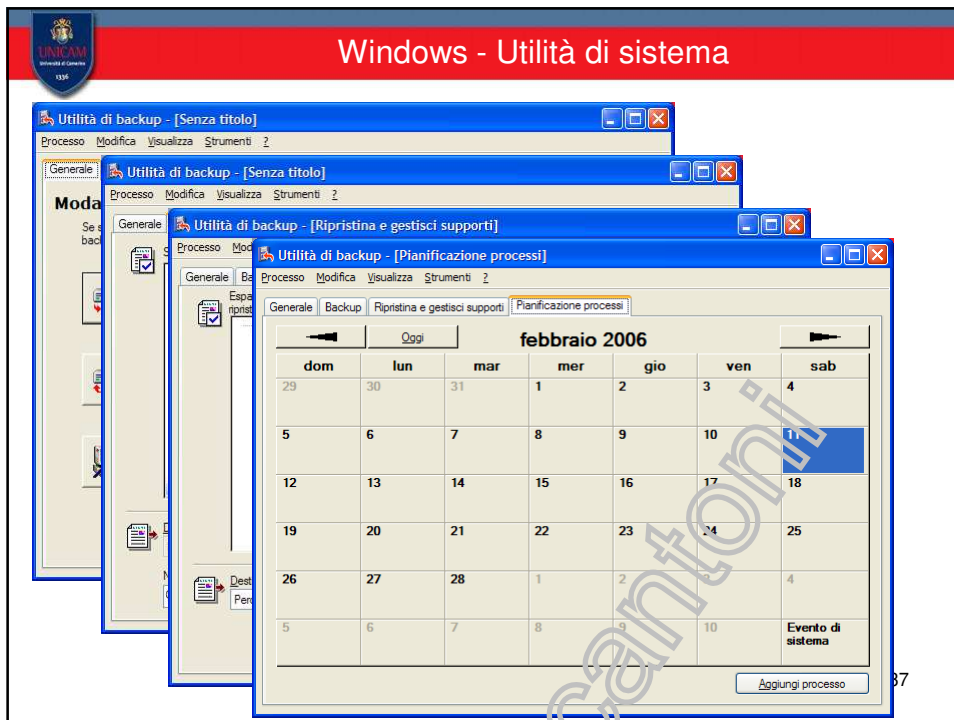 UNICAM
Università di Camerino
1336
Windows - Utilità di sistema
Utilità di backup - [Senza titolo]
Processo Modifica Visualizza Strumenti ?
Generale
Moda
Se s
back
Utilità di backup - [Senza titolo]
Processo Modifica Visualizza Strumenti ?
Generale
Utilità di backup - [Ripristina e gestisci supporti]
Processo Mod
Generale Ba
Espa
riprist
Dest
Perc
Utilità di backup - [Pianificazione processi]
Processo Modifica Visualizza Strumenti ?
Generale Backup Ripristina e gestisci supporti Pianificazione processi
Oggi febbraio 2006
dom lun mar mer gio ven sab
29 30 31 1 2 3 4
5 6 7 8 9 10 11
12 13 14 15 16 17 18
19 20 21 22 23 24 25
26 27 28 1 2 3 4
5 6 7 8 9 10 Evento di sistema
Aggiungi processo
37
cantoni